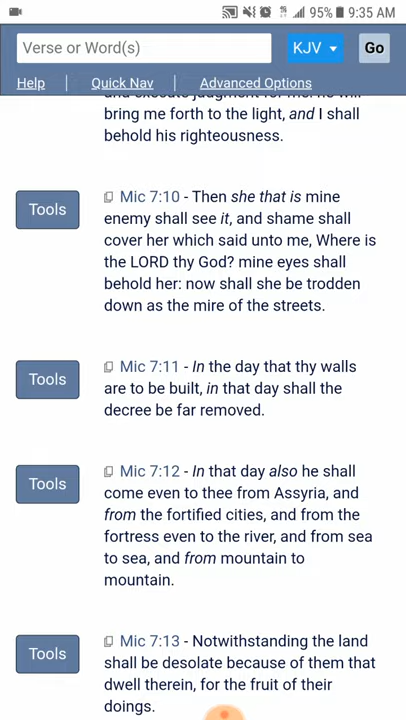 95% 9:35 AM
Verse or Word(s) KJV Go
Help | Quick Nav | Advanced Options
and execute judgment for me: he will
bring me forth to the light, and I shall
behold his righteousness.
Tools
Mic 7:10 - Then she that is mine
enemy shall see it, and shame shall
cover her which said unto me, Where is
the LORD thy God? mine eyes shall
behold her: now shall she be trodden
down as the mire of the streets.
Tools
Mic 7:11 - In the day that thy walls
are to be built, in that day shall the
decree be far removed.
Tools
Mic 7:12 - In that day also he shall
come even to thee from Assyria, and
from the fortified cities, and from the
fortress even to the river, and from sea
to sea, and from mountain to
mountain.
Tools
Mic 7:13 - Notwithstanding the land
shall be desolate because of them that
dwell therein, for the fruit of their
doings.